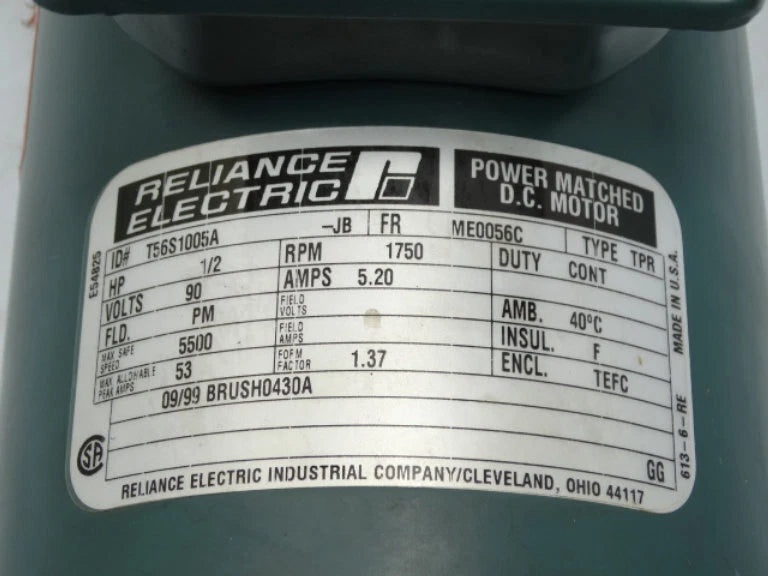 RELIANCE ELECTRIC
POWER MATCHED D.C. MOTOR
ID# T56S1005A -JB FR ME0056C TYPE TPR
HP 1/2 RPM 1750 DUTY CONT
VOLTS 90 AMPS 5.20
FLD. PM FIELD VOLTS AMB. 40°C
MAX SAFE SPEED 5500 FIELD AMPS INSUL. F
MAX ALLOWABLE PEAK AMPS 53 FORM FACTOR 1.37 ENCL. TEFC
09/99 BRUSH0430A
GG
SA
RELIANCE ELECTRIC INDUSTRIAL COMPANY/CLEVELAND, OHIO 44117
E5482S
MADE IN U.S.A.
613-6-RE